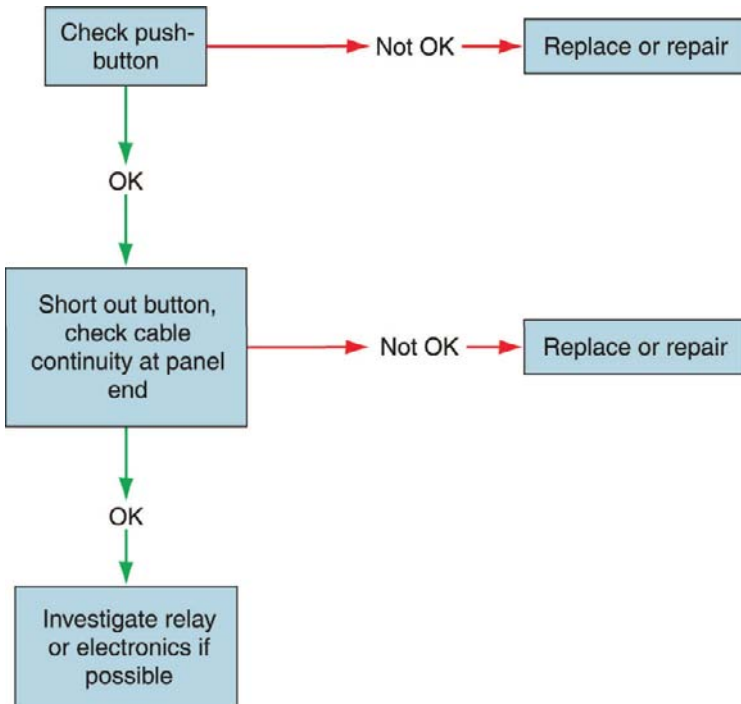 Check push-
button
Not OK
Replace or repair
OK
Short out button,
check cable
continuity at panel
end
Not OK
Replace or repair
OK
Investigate relay
or electronics if
possible